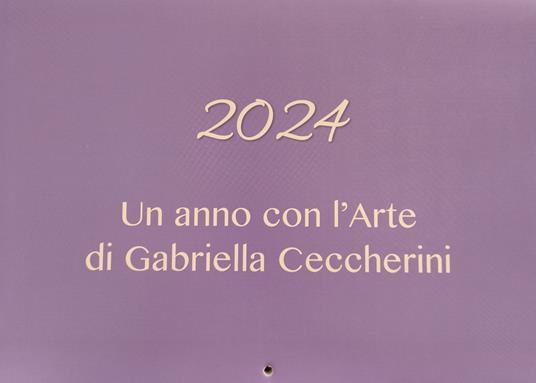 2024
Un anno con l'Arte
di Gabriella Ceccherini